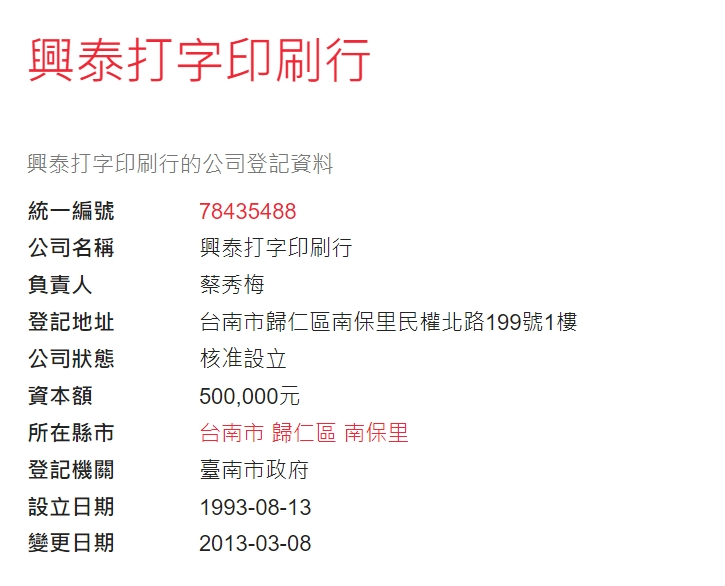 興泰打字印刷行
興泰打字印刷行的公司登記資料
統一編號 78435488
公司名稱 興泰打字印刷行
負責人 蔡秀梅
登記地址 台南市歸仁區南保里民權北路199號1樓
公司狀態 核准設立
資本額 500,000元
所在縣市 台南市 歸仁區 南保里
登記機關 臺南市政府
設立日期 1993-08-13
變更日期 2013-03-08